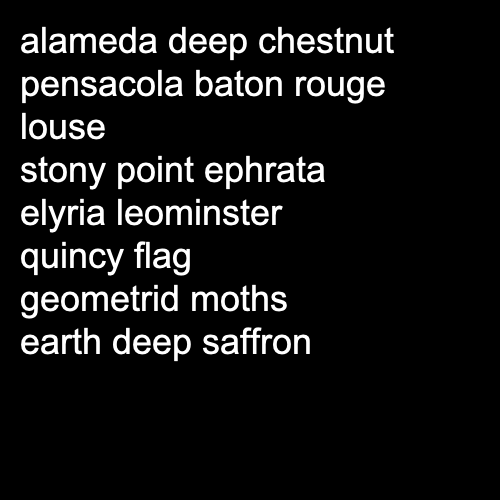 alameda deep chestnut
pensacola baton rouge
louse
stony point ephrata
elyria leominster
quincy flag
geometrid moths
earth deep saffron